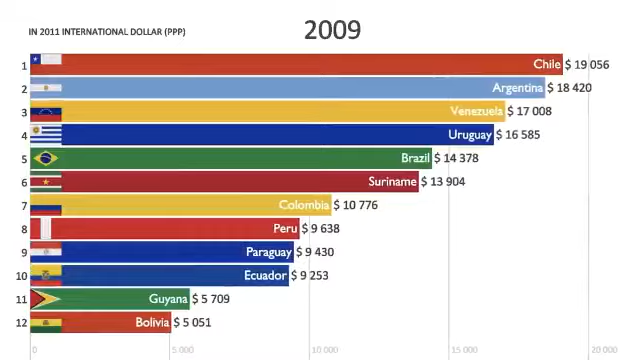 IN 2011 INTERNATIONAL DOLLAR (PPP)
2009
1 Chile $ 19 056
2 Argentina $ 18 420
3 Venezuela $ 17 008
4 Uruguay $ 16 585
5 Brazil $ 14 378
6 Suriname $ 13 904
7 Colombia $ 10 776
8 Peru $ 9 638
9 Paraguay $ 9 430
10 Ecuador $ 9 253
11 Guyana $ 5 709
12 Bolivia $ 5 051
0 5 000 10 000 15 000 20 000